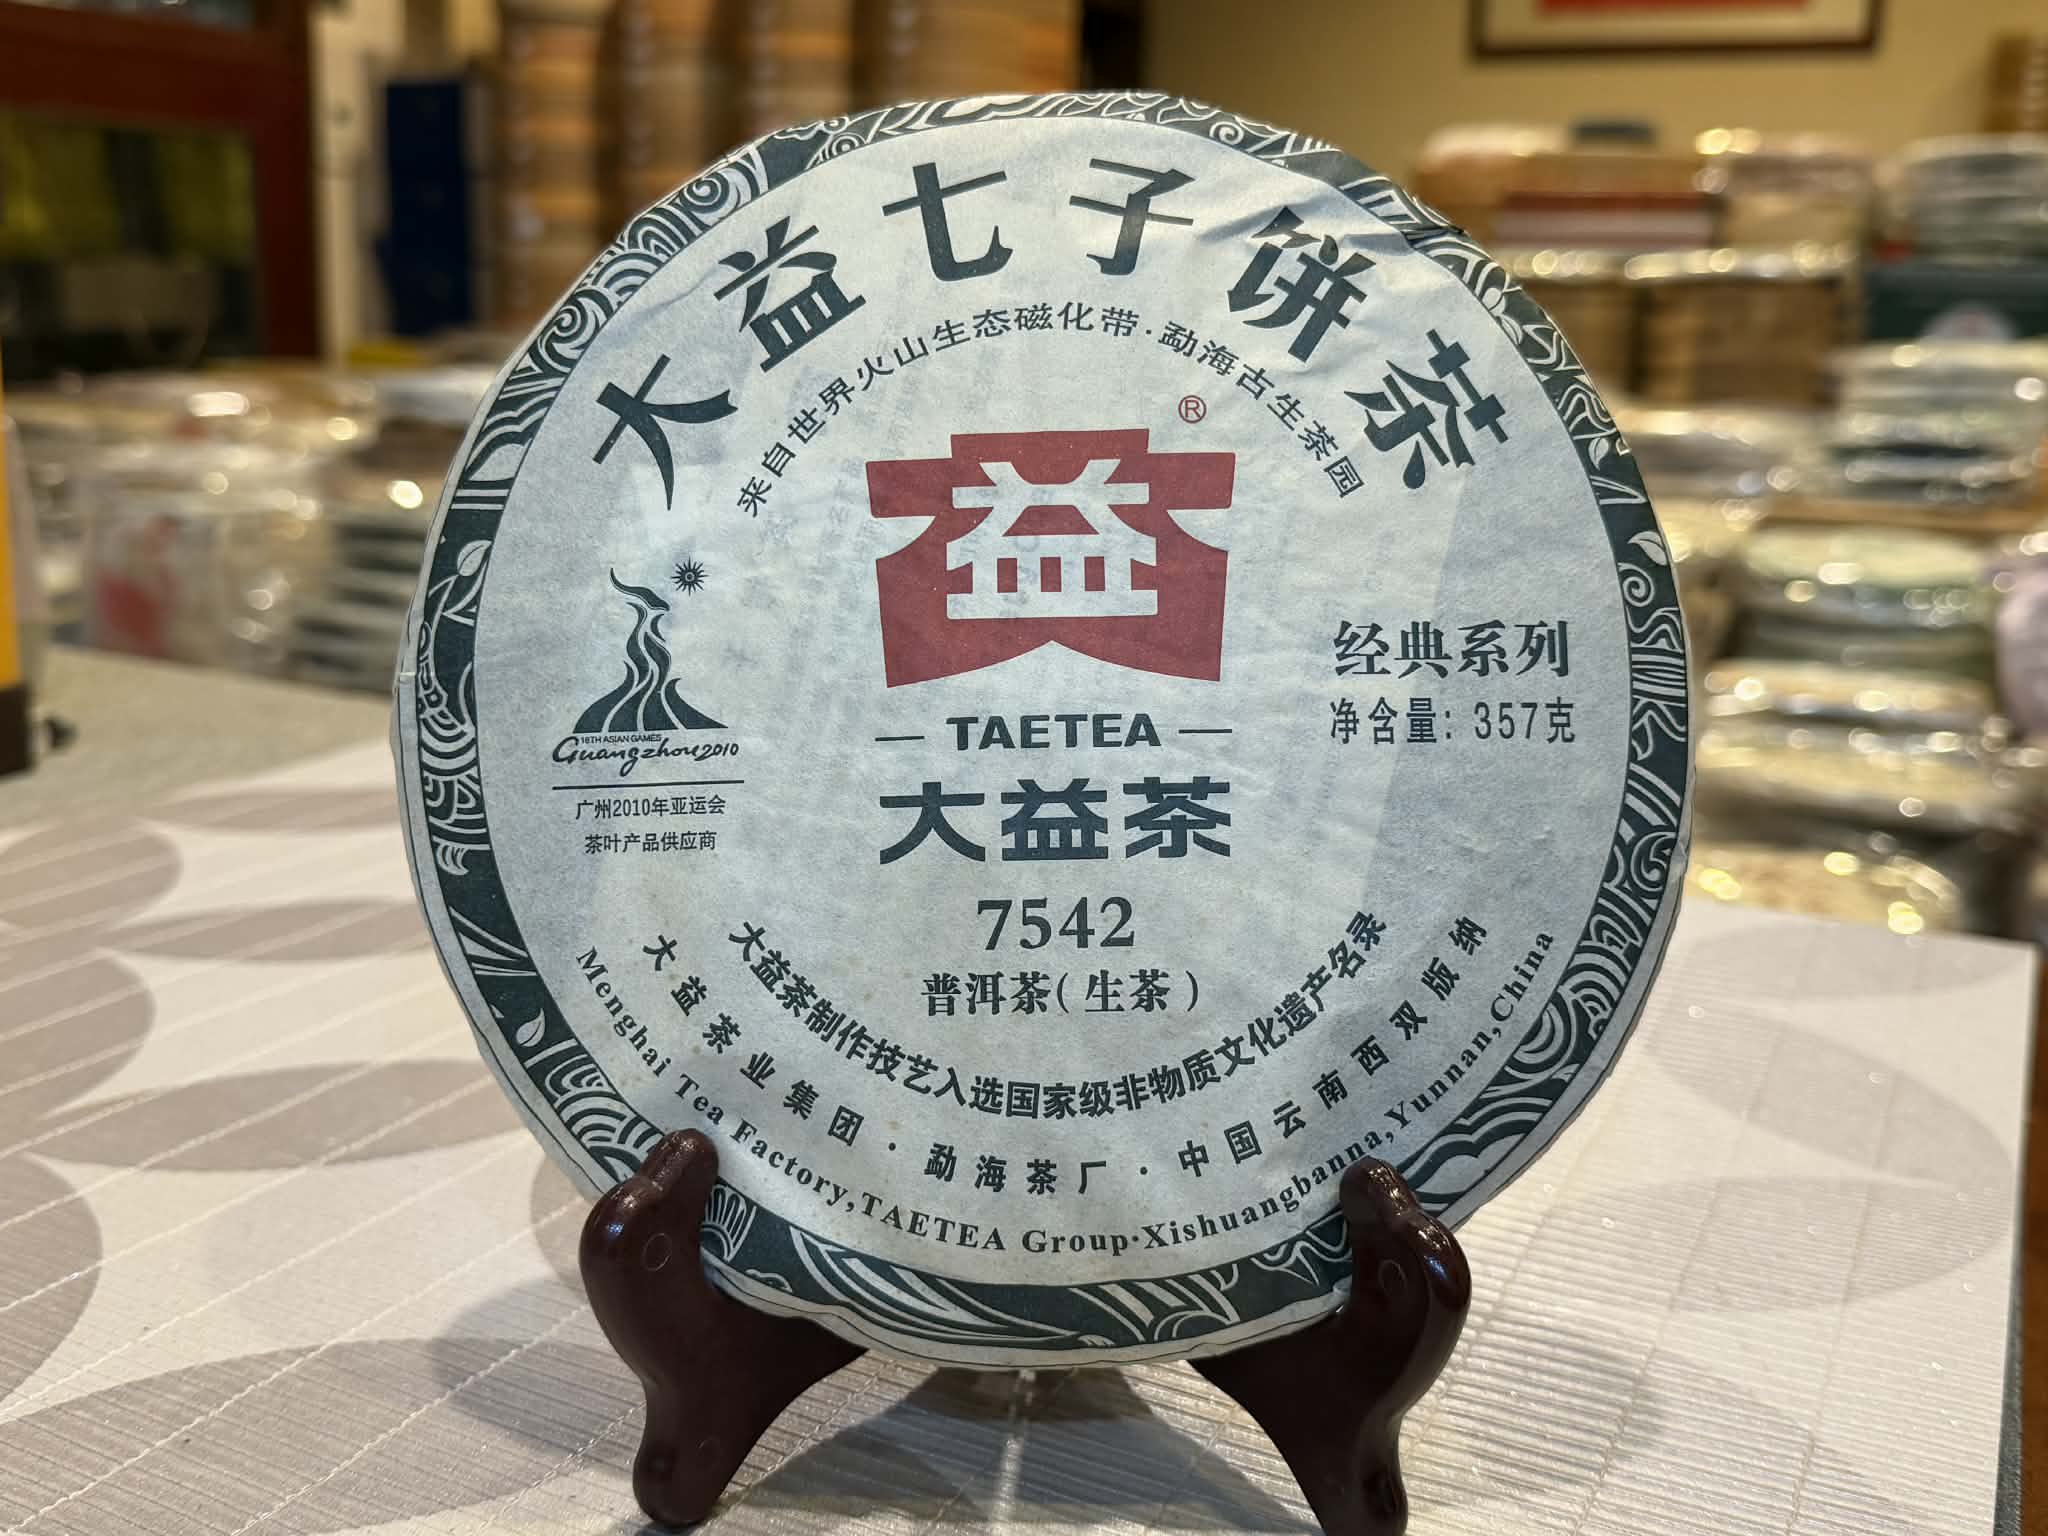 大益七子饼茶
来自世界火山生态磁化带·勐海古生茶园
®
益
16TH ASIAN GAMES
Guangzhou2010
广州2010年亚运会
茶叶产品供应商
经典系列
净含量: 357克
TAETEA
大益茶
7542
普洱茶(生茶)
大益茶制作技艺入选国家级非物质文化遗产名录
大益茶业集团·勐海茶厂·中国云南西双版纳
Menghai Tea Factory,TAETEA Group·Xishuangbanna,Yunnan,China